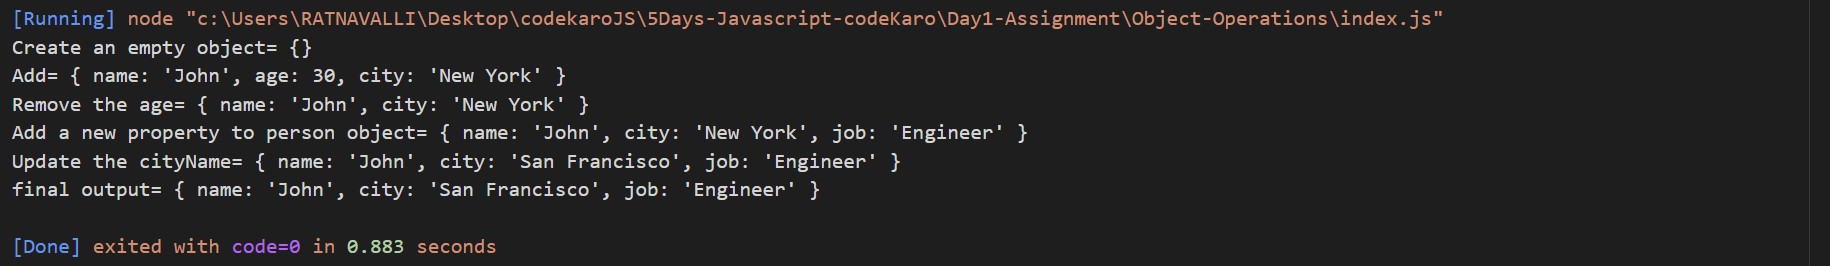 [Running] node "c:\Users\RATNAVALLI\Desktop\codekaroJS\5Days-Javascript-codeKaro\Day1-Assignment\Object-Operations\index.js"
Create an empty object= {}
Add= { name: 'John', age: 30, city: 'New York' }
Remove the age= { name: 'John', city: 'New York' }
Add a new property to person object= { name: 'John', city: 'New York', job: 'Engineer' }
Update the cityName= { name: 'John', city: 'San Francisco', job: 'Engineer' }
final output= { name: 'John', city: 'San Francisco', job: 'Engineer' }
[Done] exited with code=0 in 0.883 seconds